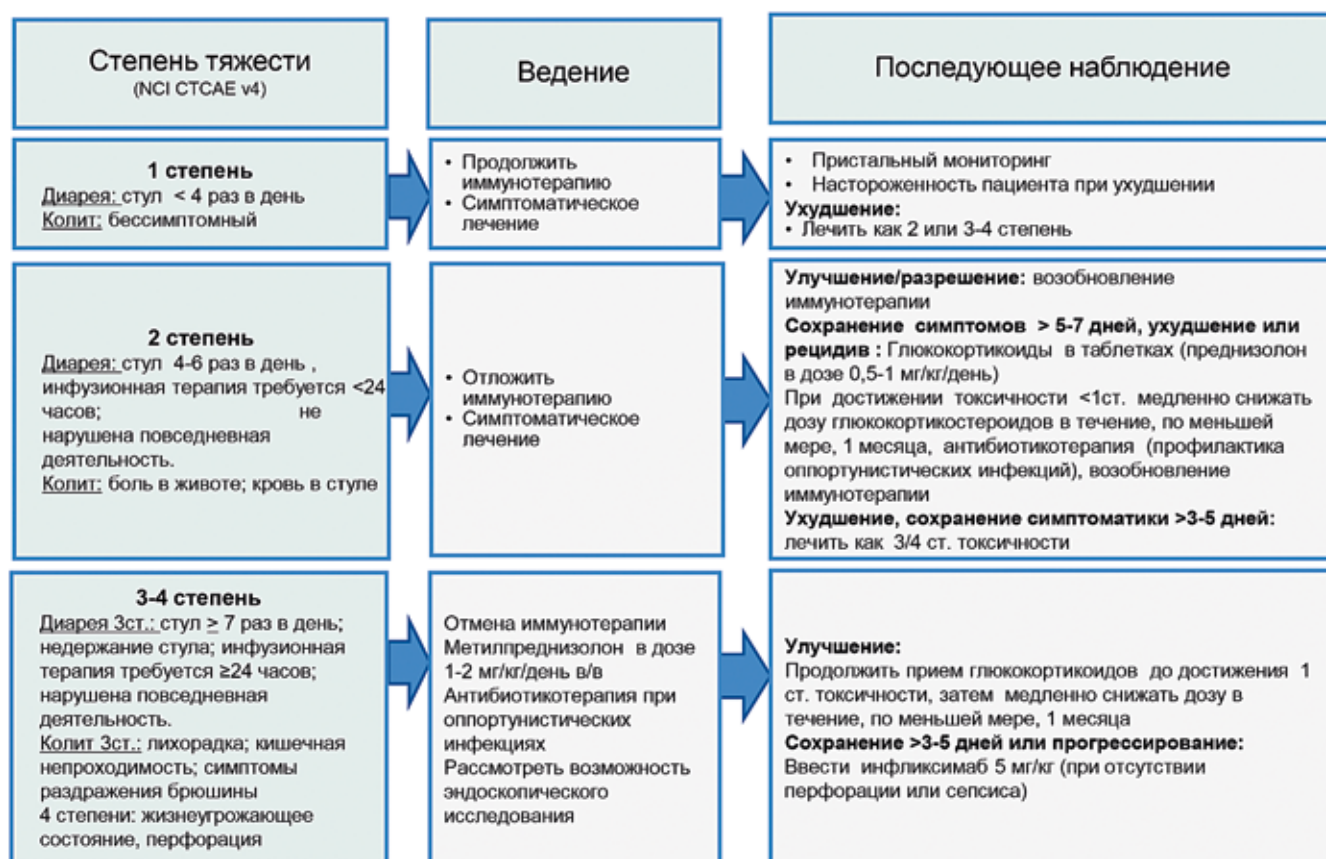 Степень тяжести
(NCI CTCAE v4)
Ведение
Последующее наблюдение
1 степень
Диарея: стул < 4 раз в день
Колит: бессимптомный
• Продолжить
иммунотерапию
• Симптоматическое
лечение
• Пристальный мониторинг
• Настороженность пациента при ухудшении
Ухудшение:
• Лечить как 2 или 3-4 степень
2 степень
Диарея: стул 4-6 раз в день ,
инфузионная терапия требуется <24
часов; не
нарушена повседневная
деятельность.
Колит: боль в животе; кровь в стуле
• Отложить
иммунотерапию
• Симптоматическое
лечение
Улучшение/разрешение: возобновление
иммунотерапии
Сохранение симптомов > 5-7 дней, ухудшение или
рецидив : Глюкокортикоиды в таблетках (преднизолон
в дозе 0,5-1 мг/кг/день)
При достижении токсичности <1ст. медленно снижать
дозу глюкокортикостероидов в течение, по меньшей
мере, 1 месяца, антибиотикотерапия (профилактика
оппортунистических инфекций), возобновление
иммунотерапии
Ухудшение, сохранение симптоматики >3-5 дней:
лечить как 3/4 ст. токсичности
3-4 степень
Диарея 3ст.: стул ≥ 7 раз в день;
недержание стула; инфузионная
терапия требуется ≥24 часов;
нарушена повседневная
деятельность.
Колит 3ст.: лихорадка; кишечная
непроходимость; симптомы
раздражения брюшины
4 степени: жизнеугрожающее
состояние, перфорация
Отмена иммунотерапии
Метилпреднизолон в дозе
1-2 мг/кг/день в/в
Антибиотикотерапия при
оппортунистических
инфекциях
Рассмотреть возможность
эндоскопического
исследования
Улучшение:
Продолжить прием глюкокортикоидов до достижения 1
ст. токсичности, затем медленно снижать дозу в
течение, по меньшей мере, 1 месяца
Сохранение >3-5 дней или прогрессирование:
Ввести инфликсимаб 5 мг/кг (при отсутствии
перфорации или сепсиса)